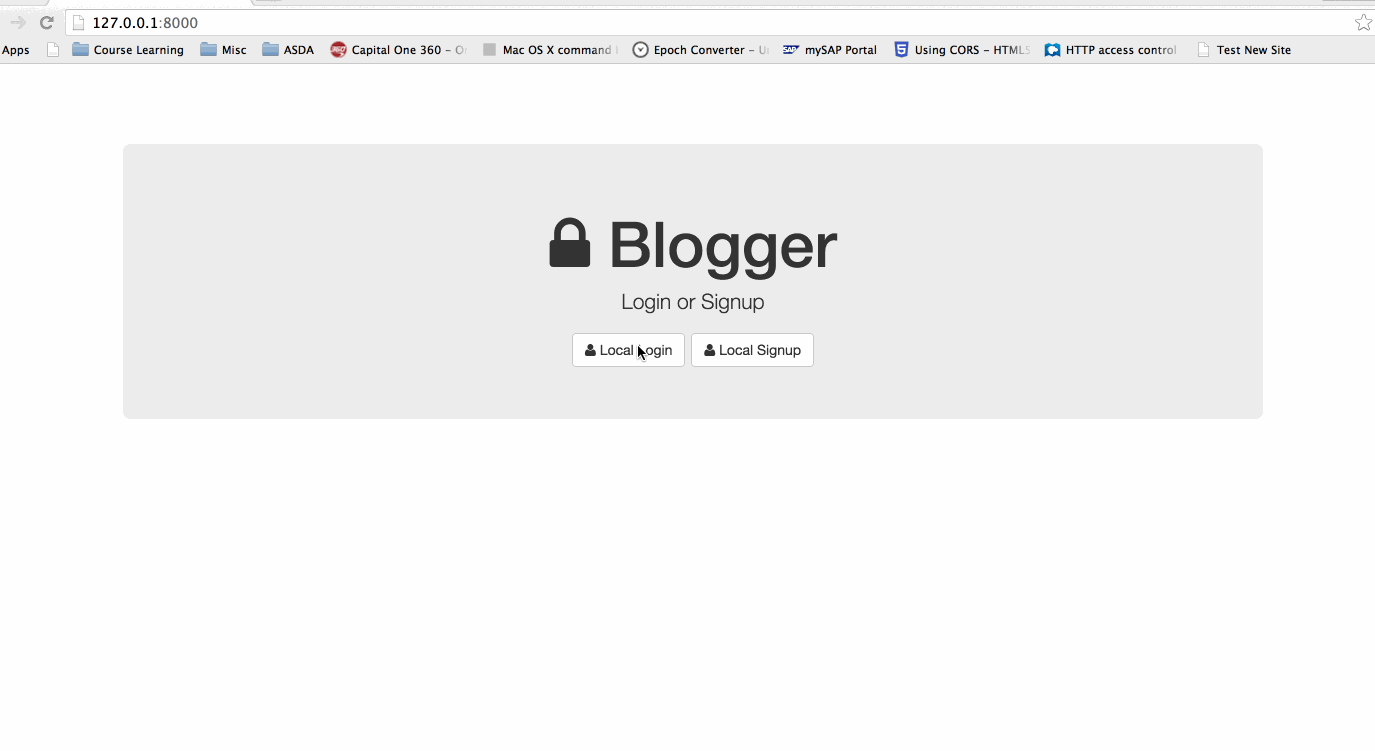 127.0.0.1:8000
Apps Course Learning Misc ASDA Capital One 360 – Or Mac OS X command Epoch Converter – U mySAP Portal Using CORS – HTML5 HTTP access control Test New Site
Blogger
Login or Signup
Local Login Local Signup